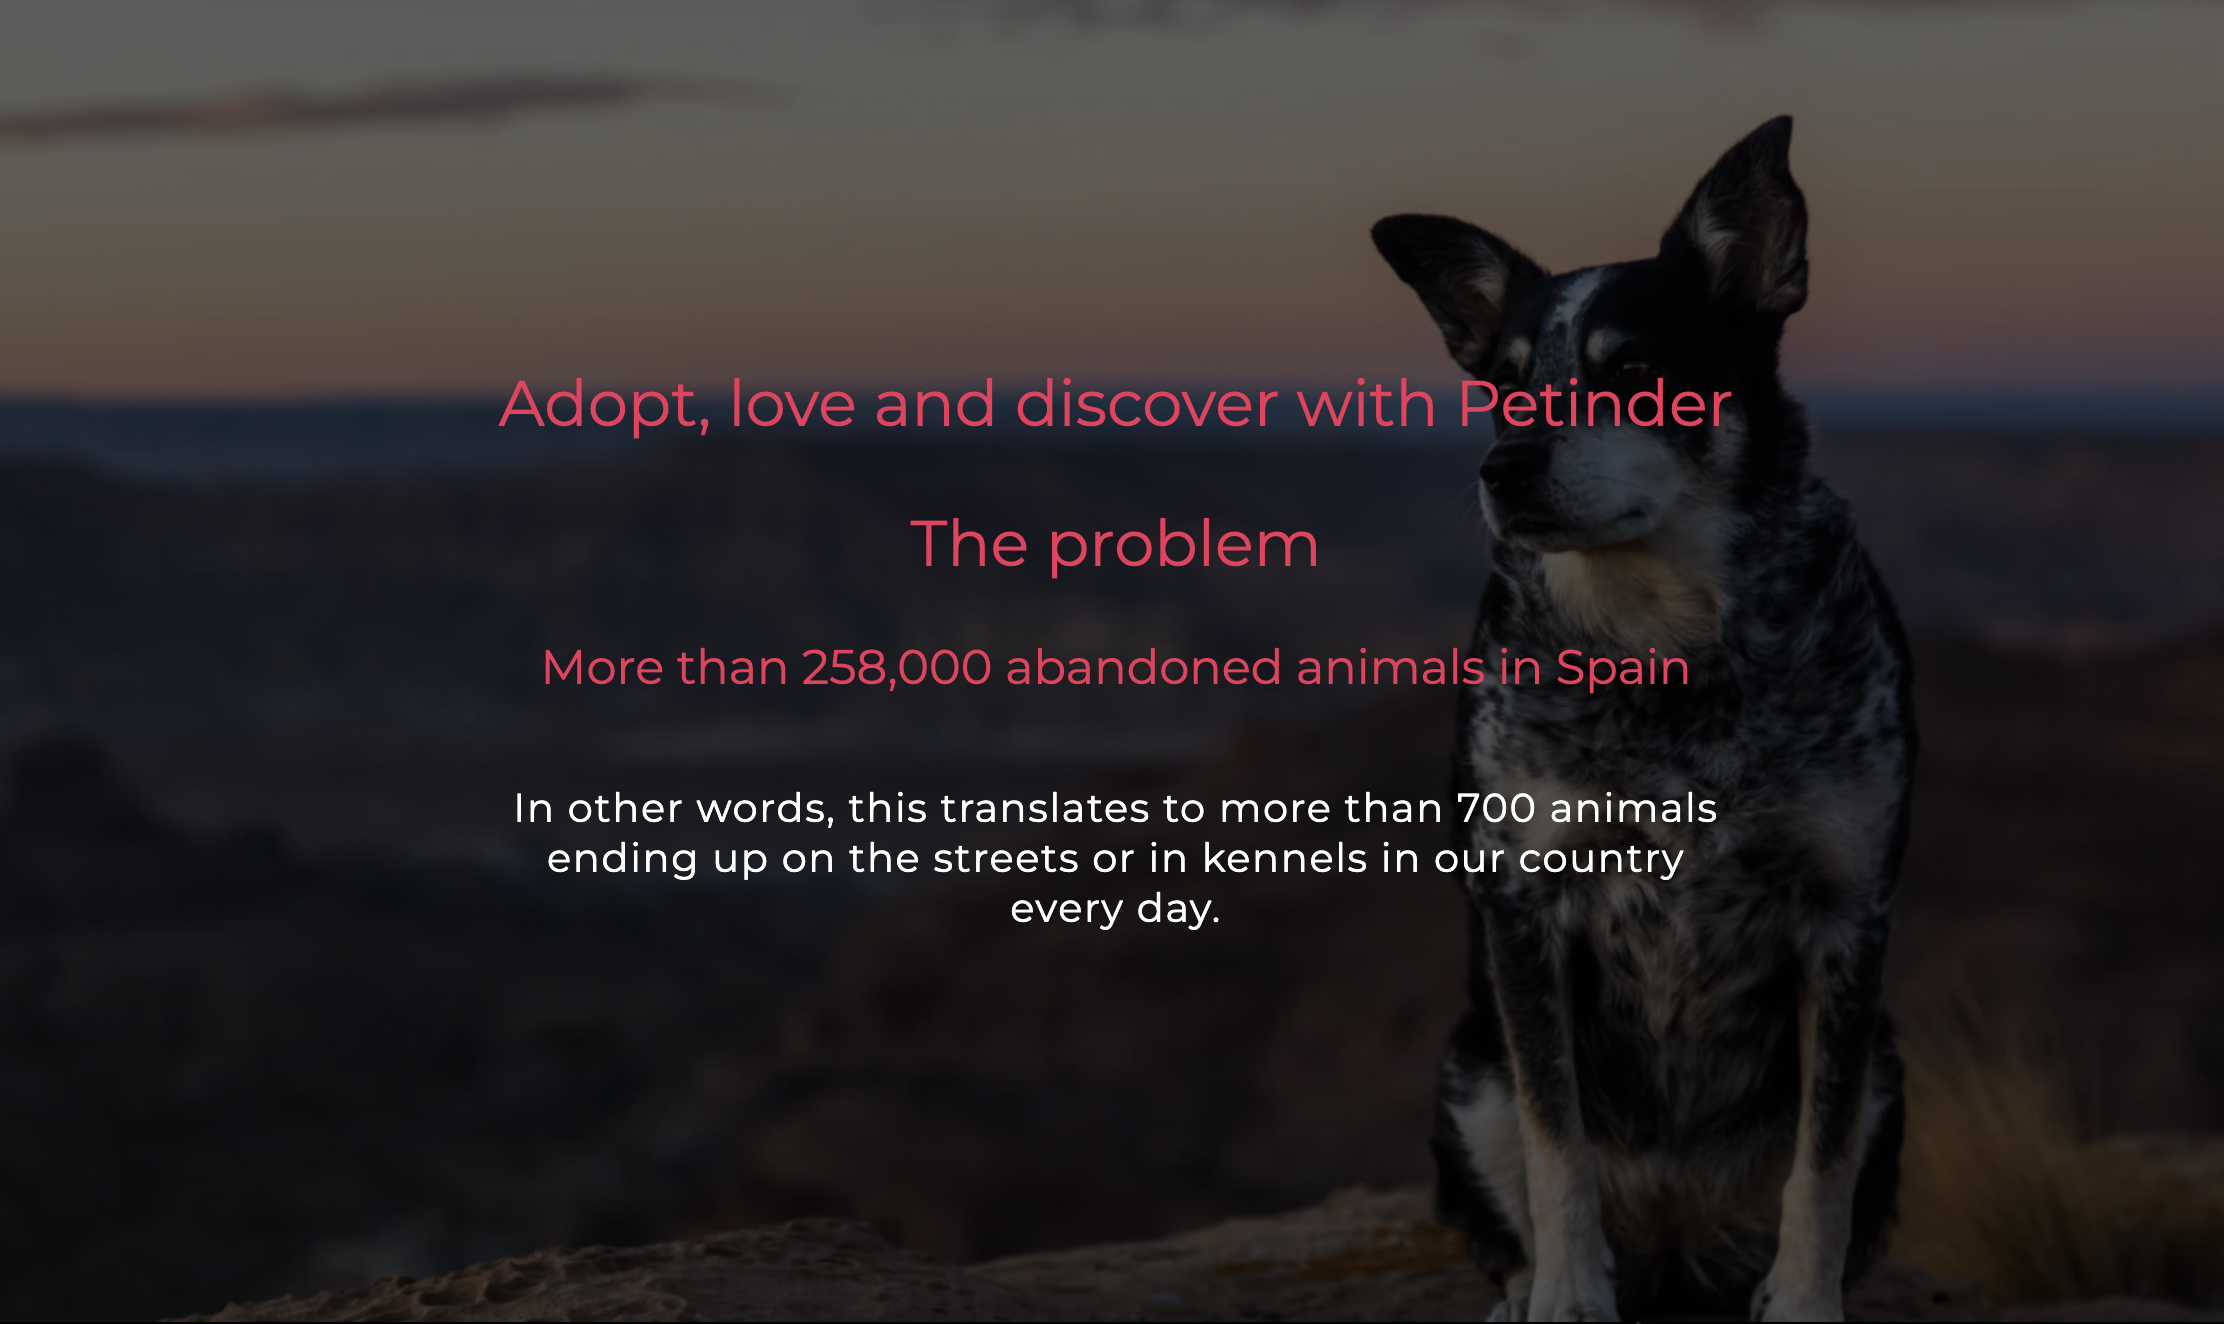 Adopt, love and discover with Petinder
The problem
More than 258,000 abandoned animals in Spain
In other words, this translates to more than 700 animals
ending up on the streets or in kennels in our country
every day.